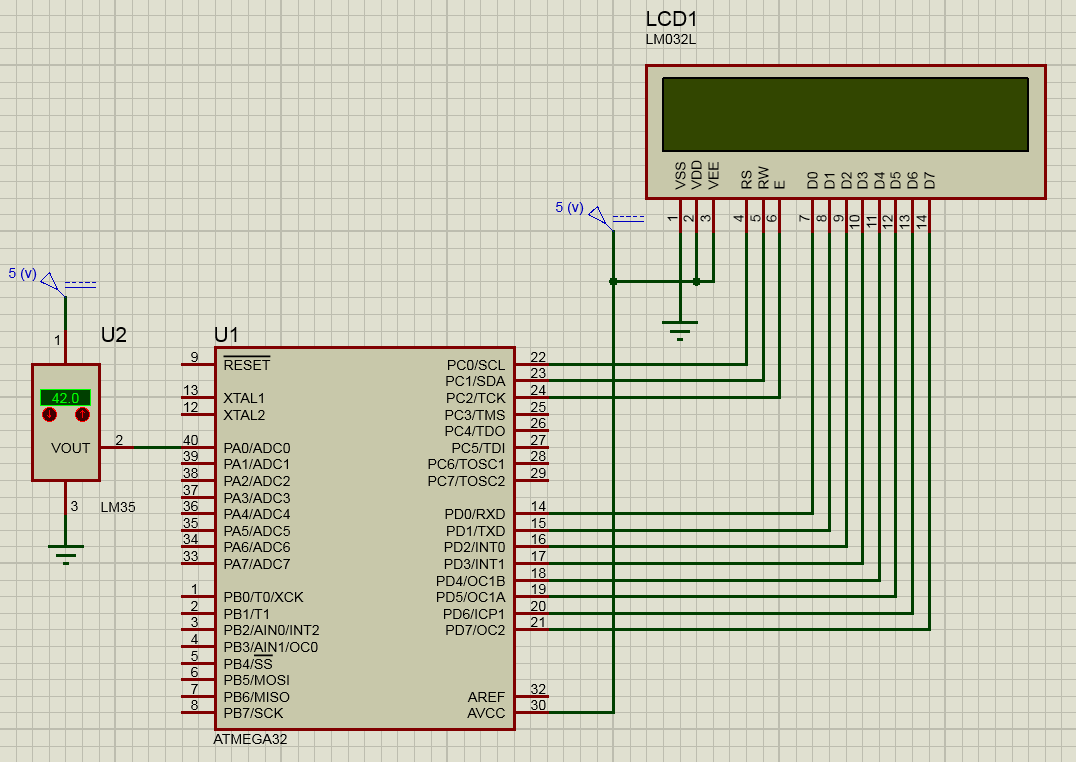 LCD1
LM032L
VSS
VDD
VEE
RS
RW
E
D0
D1
D2
D3
D4
D5
D6
D7
1
2
3
4
5
6
7
8
9
10
11
12
13
14
5 (v)
5 (v)
1
U2
42.0
VOUT
2
3
LM35
U1
9 RESET PC0/SCL 22
PC1/SDA 23
13 XTAL1 PC2/TCK 24
12 XTAL2 PC3/TMS 25
PC4/TDO 26
40 PA0/ADC0 PC5/TDI 27
39 PA1/ADC1 PC6/TOSC1 28
38 PA2/ADC2 PC7/TOSC2 29
37 PA3/ADC3
36 PA4/ADC4 PD0/RXD 14
35 PA5/ADC5 PD1/TXD 15
34 PA6/ADC6 PD2/INT0 16
33 PA7/ADC7 PD3/INT1 17
PD4/OC1B 18
1 PB0/T0/XCK PD5/OC1A 19
2 PB1/T1 PD6/ICP1 20
3 PB2/AIN0/INT2 PD7/OC2 21
4 PB3/AIN1/OC0
5 PB4/SS
6 PB5/MOSI
7 PB6/MISO AREF 32
8 PB7/SCK AVCC 30
ATMEGA32